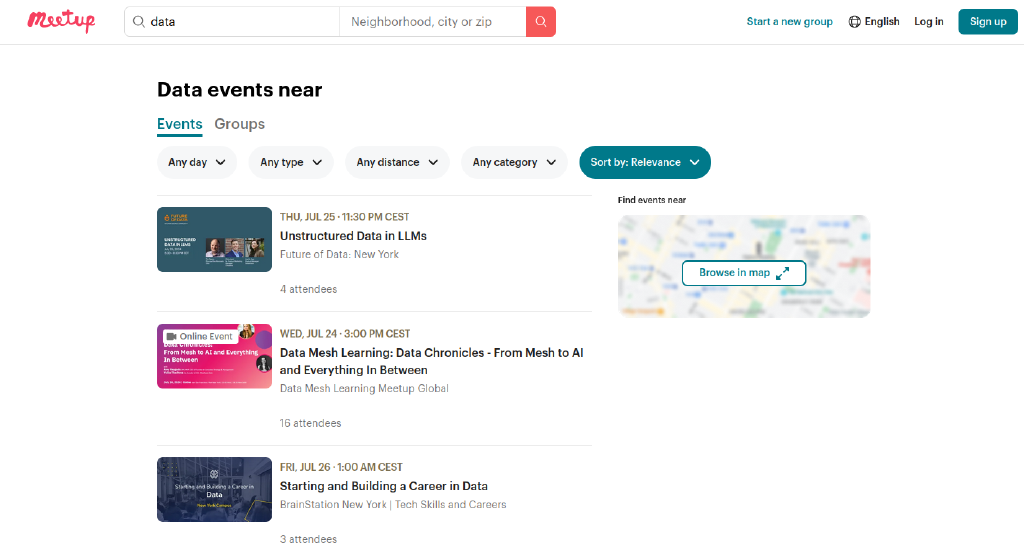 Meetup
data
Neighborhood, city or zip
Start a new group
English
Log in
Sign up
Data events near
Events
Groups
Any day
Any type
Any distance
Any category
Sort by: Relevance
Find events near
Browse in map
UNSTRUCTURED
DATA IN LLMS
THU, JUL 25 · 11:30 PM CEST
Unstructured Data in LLMs
Future of Data: New York
4 attendees
Online Event
From Mesh to AI and Everything
In Between
WED, JUL 24 · 3:00 PM CEST
Data Mesh Learning: Data Chronicles - From Mesh to AI
and Everything In Between
Data Mesh Learning Meetup Global
16 attendees
Starting and Building a Career in
Data
New York Campus
FRI, JUL 26 · 1:00 AM CEST
Starting and Building a Career in Data
BrainStation New York | Tech Skills and Careers
3 attendees